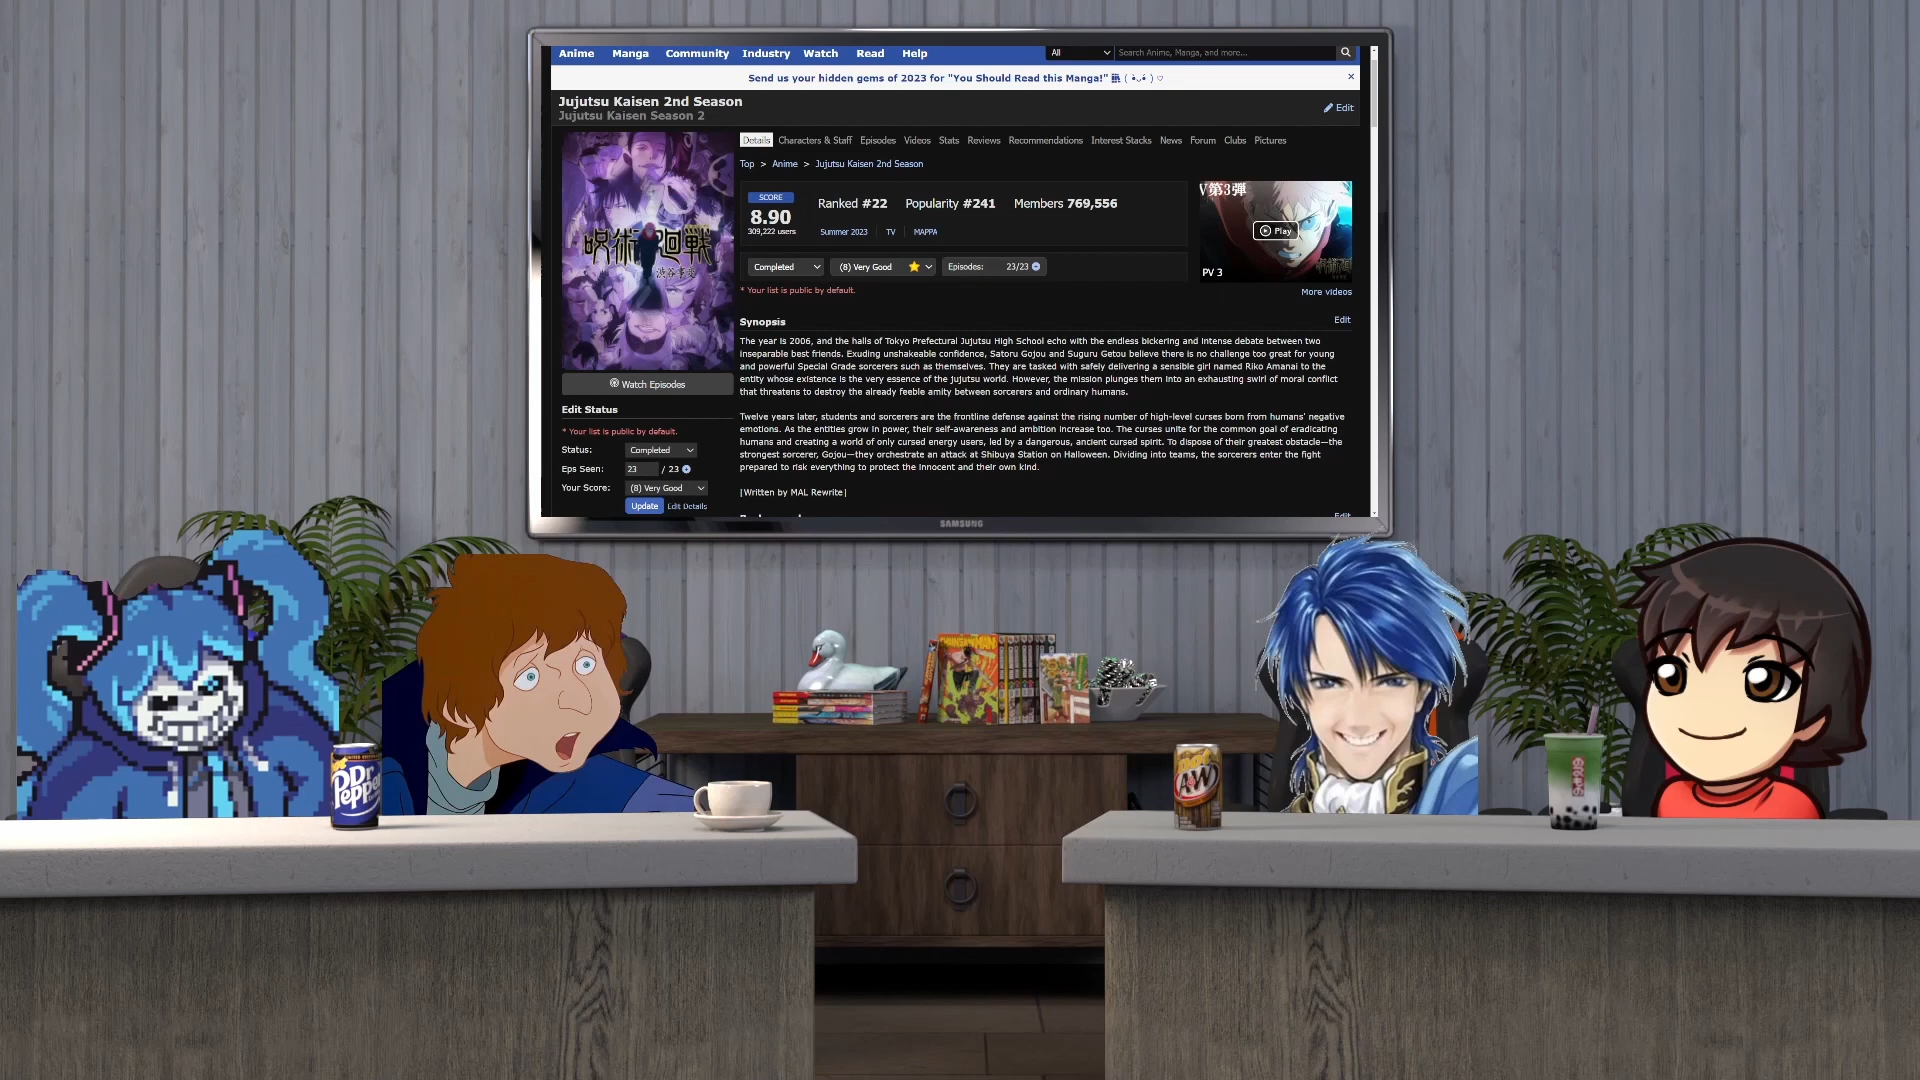 Anime Manga Community Industry Watch Read Help
All
Search Anime, Manga, and more...
Send us your hidden gems of 2023 for "You Should Read this Manga!"
Jujutsu Kaisen 2nd Season
Edit
Jujutsu Kaisen Season 2
Details Characters & Staff Episodes Videos Stats Reviews Recommendations Interest Stacks News Forum Clubs Pictures
Top > Anime > Jujutsu Kaisen 2nd Season
SCORE
8.90
309,222 users
Ranked #22 Popularity #241 Members 769,556
Summer 2023 TV MAPPA
V第3弾
Play
PV 3
More videos
Completed
(8) Very Good
Episodes: 23/23
* Your list is public by default.
呪術廻戦
渋谷事変
Watch Episodes
Edit Status
* Your list is public by default.
Status: Completed
Eps Seen: 23 / 23
Your Score: (8) Very Good
Update Edit Details
Synopsis
Edit
The year is 2006, and the halls of Tokyo Prefectural Jujutsu High School echo with the endless bickering and intense debate between two
inseparable best friends. Exuding unshakeable confidence, Satoru Gojou and Suguru Getou believe there is no challenge too great for young
and powerful Special Grade sorcerers such as themselves. They are tasked with safely delivering a sensible girl named Riko Amanai to the
entity whose existence is the very essence of the jujutsu world. However, the mission plunges them into an exhausting swirl of moral conflict
that threatens to destroy the already feeble amity between sorcerers and ordinary humans.
Twelve years later, students and sorcerers are the frontline defense against the rising number of high-level curses born from humans' negative
emotions. As the entities grow in power, their self-awareness and ambition increase too. The curses unite for the common goal of eradicating
humans and creating a world of only cursed energy users, led by a dangerous, ancient cursed spirit. To dispose of their greatest obstacle—the
strongest sorcerer, Gojou—they orchestrate an attack at Shibuya Station on Halloween. Dividing into teams, the sorcerers enter the fight
prepared to risk everything to protect the innocent and their own kind.
[Written by MAL Rewrite]
Edit
SAMSUNG
CHAINSAW MAN
Dr
Pepper
A&W